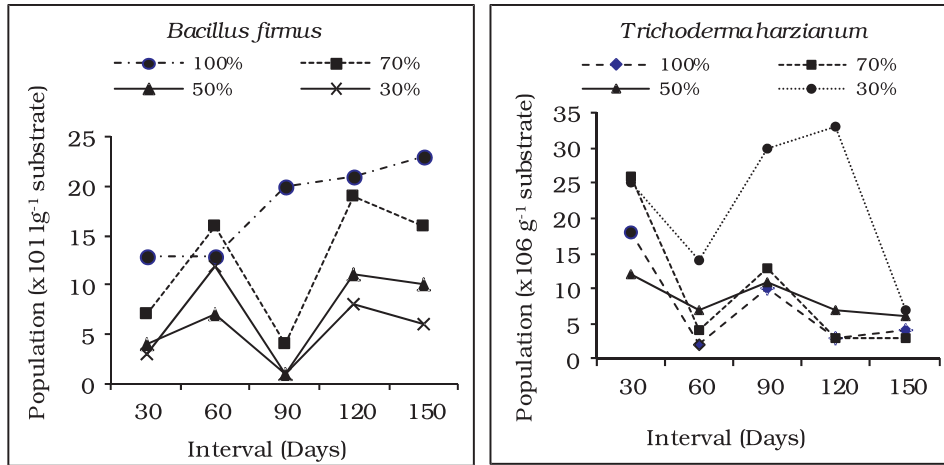 Bacillus firmus
100% 70%
50% 30%
Population (x1011g-1 substrate)
25
20
15
10
5
0
30 60 90 120 150
Interval (Days)
Trichoderma harzianum
100% 70%
50% 30%
Population (x106 g-1 substrate)
35
30
25
20
15
10
5
0
30 60 90 120 150
Interval (Days)